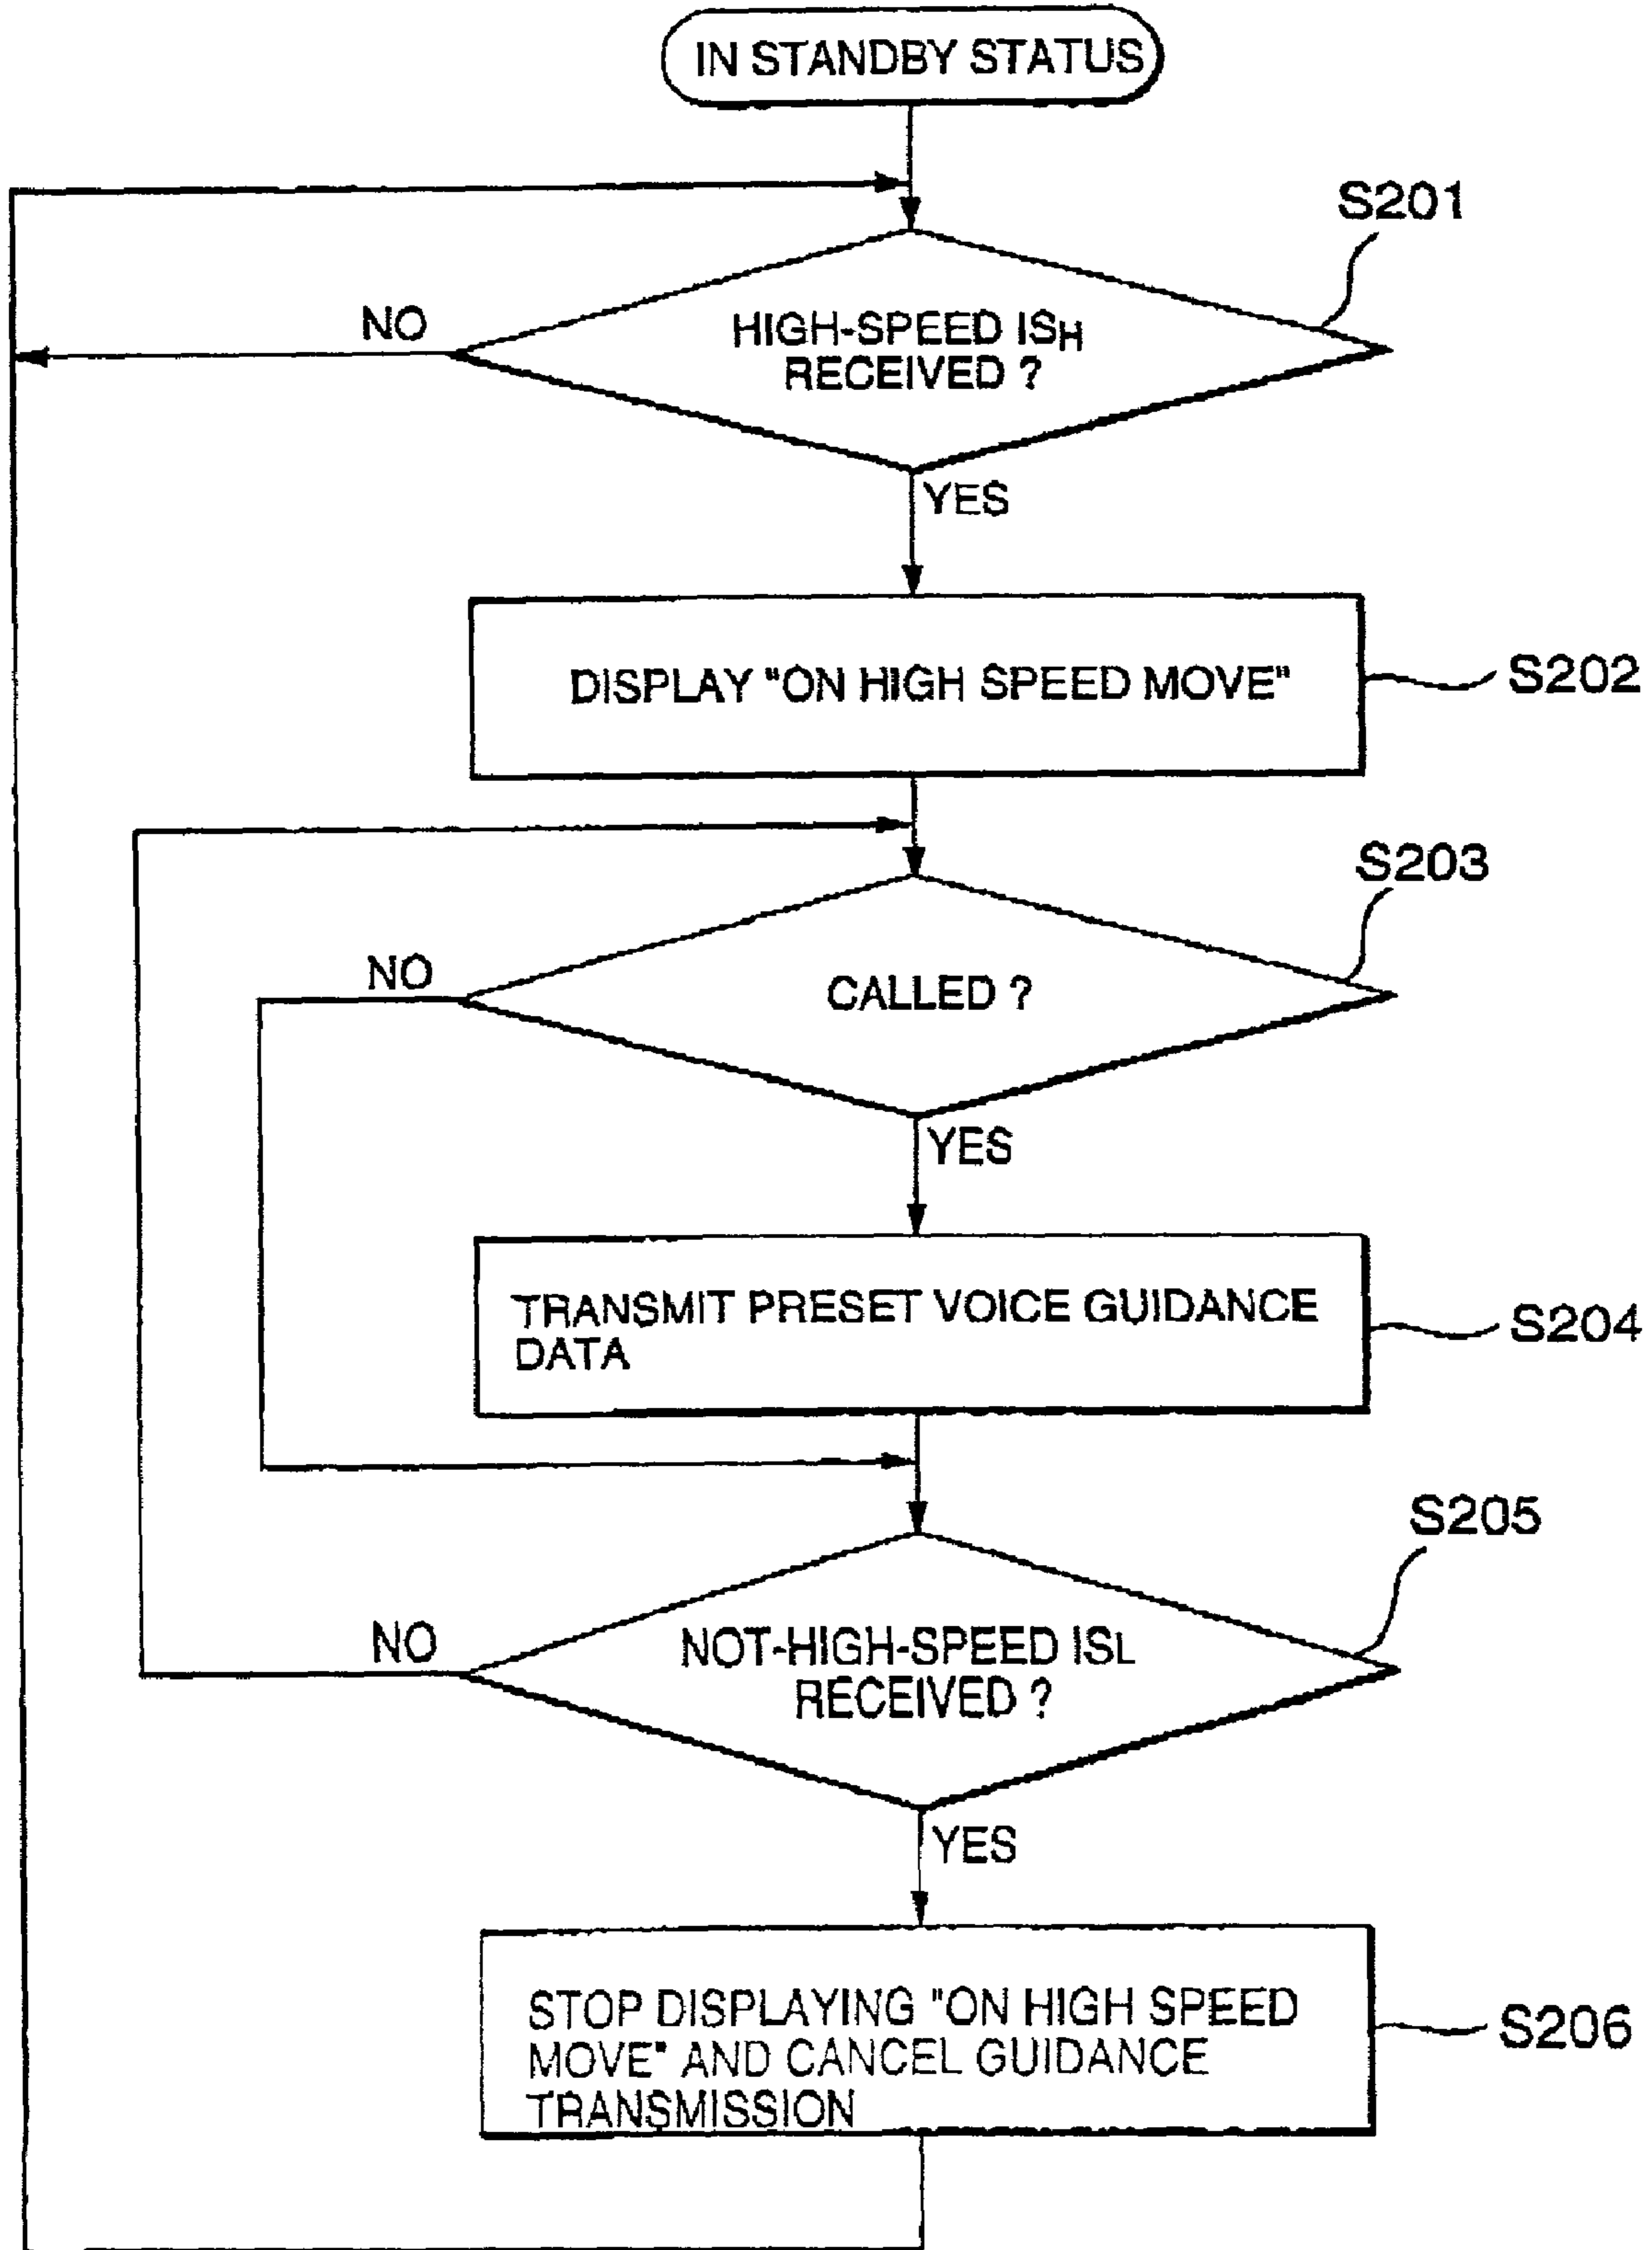 IN STANDBY STATUS
S201
NO
HIGH-SPEED ISH
RECEIVED ?
YES
DISPLAY "ON HIGH SPEED MOVE"
S202
S203
NO
CALLED ?
YES
TRANSMIT PRESET VOICE GUIDANCE
DATA
S204
S205
NO
NOT-HIGH-SPEED ISL
RECEIVED ?
YES
STOP DISPLAYING "ON HIGH SPEED
MOVE" AND CANCEL GUIDANCE
TRANSMISSION
S206